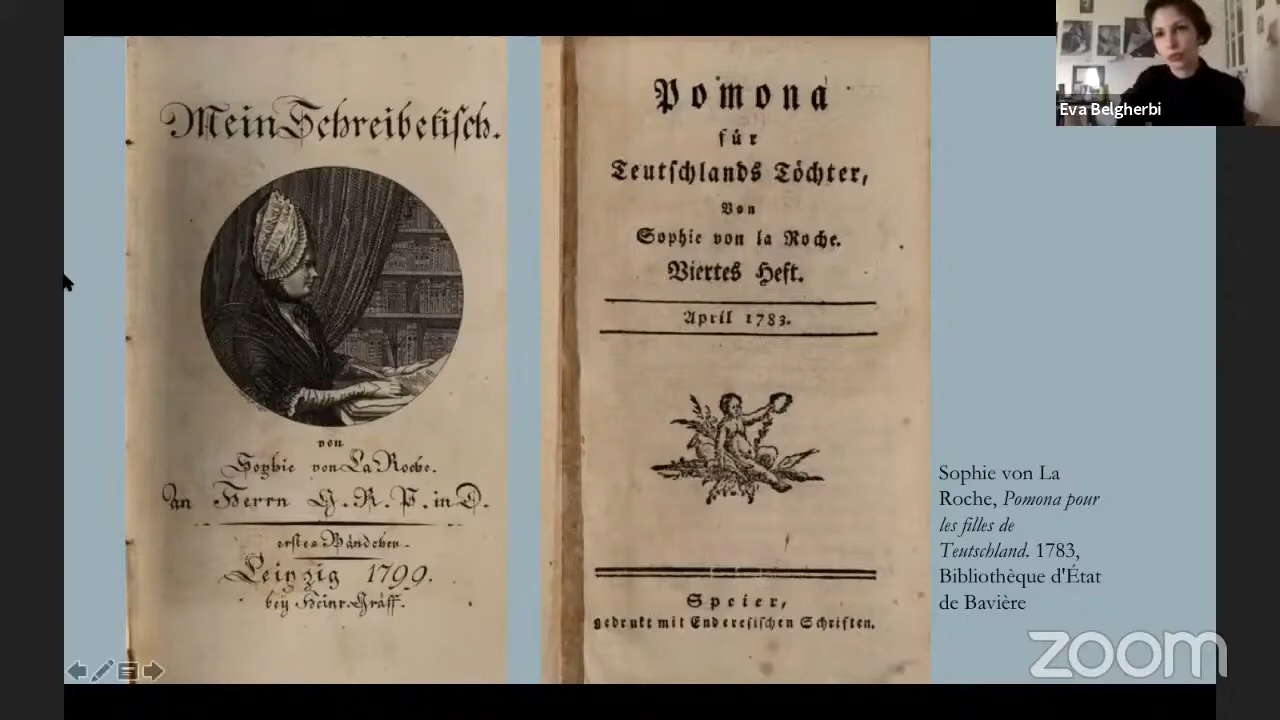 Mein Schreibetisch.
von
Sophie von La Roche.
An Herrn G. R. P. in D.
erstes Bändchen.
Leipzig 1799.
bey Heinr. Gräff.
Pomona
für
Teutschlands Töchter,
Von
Sophie von la Roche.
Viertes Heft.
April 1783.
Speier,
gedrukt mit Enderesischen Schriften.
Eva Belgherbi
Sophie von La
Roche, Pomona pour
les filles de
Teutschland. 1783,
Bibliothèque d'État
de Bavière
zoom